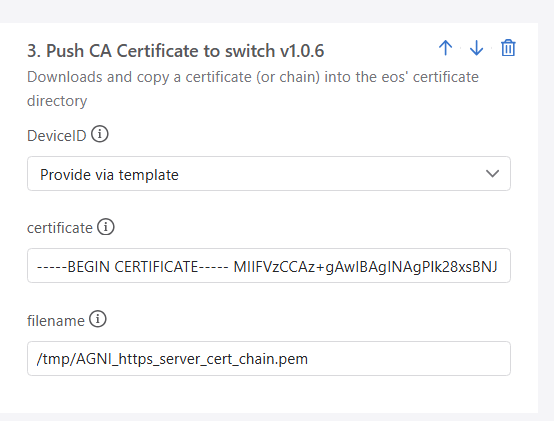 3. Push CA Certificate to switch v1.0.6
Downloads and copy a certificate (or chain) into the eos' certificate
directory
DeviceID
Provide via template
certificate
-----BEGIN CERTIFICATE----- MIIFVzCCAz+gAwIBAgINAgPlk28xsBNJ
filename
/tmp/AGNI_https_server_cert_chain.pem